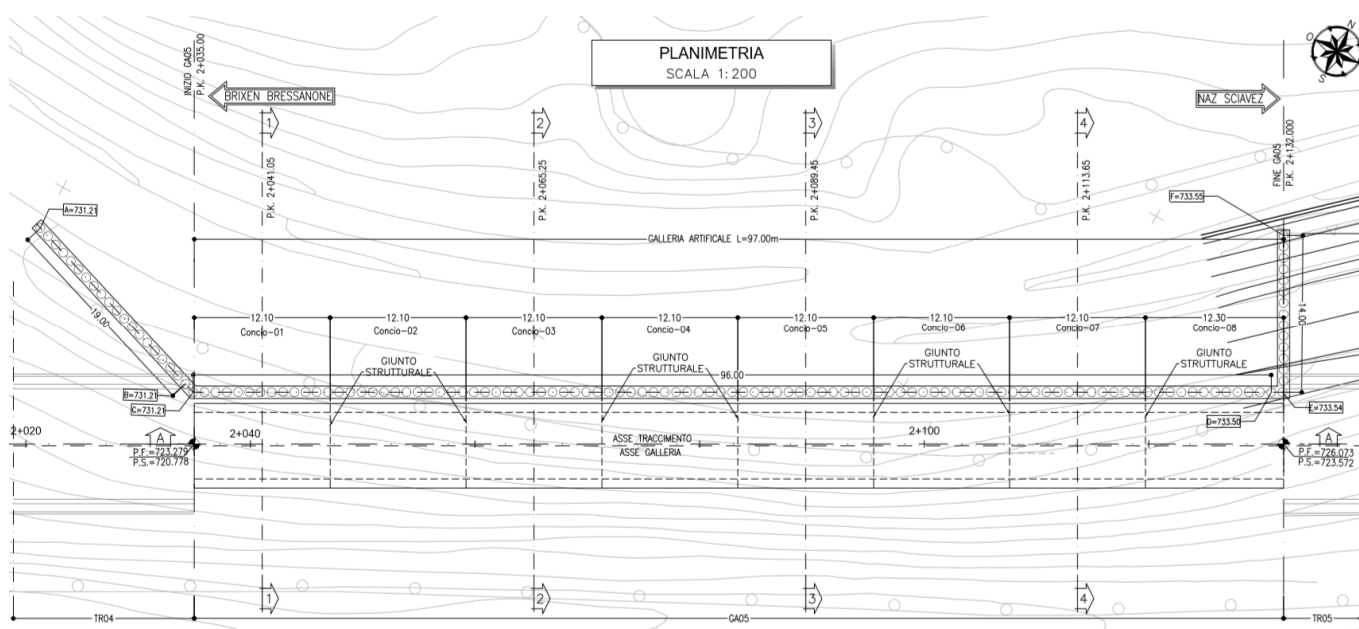 PLANIMETRIA
SCALA 1:200
N
O
S
INIZIO GA05
P.K. 2+035.00
BRIXEN BRESSANONE
NAZ SCIAVEZ
FINE GA05
P.K. 2+132.000
1
2
3
4
P.K. 2+041.05
P.K. 2+065.25
P.K. 2+089.45
P.K. 2+113.65
A=731.21
F=733.55
GALLERIA ARTIFICALE L=97.00m
19.00
14.00
12.10
12.10
12.10
12.10
12.10
12.10
12.10
12.30
Concio-01
Concio-02
Concio-03
Concio-04
Concio-05
Concio-06
Concio-07
Concio-08
GIUNTO
STRUTTURALE
GIUNTO
STRUTTURALE
GIUNTO
STRUTTURALE
GIUNTO
STRUTTURALE
96.00
B=731.21
C=731.21
E=733.54
D=733.50
2+020
2+040
2+100
ASSE TRACCIMENTO
ASSE GALLERIA
A
P.F.=723.279
P.S.=720.778
A
P.F.=726.073
P.S.=723.572
1
2
3
4
TR04
GA05
TR05